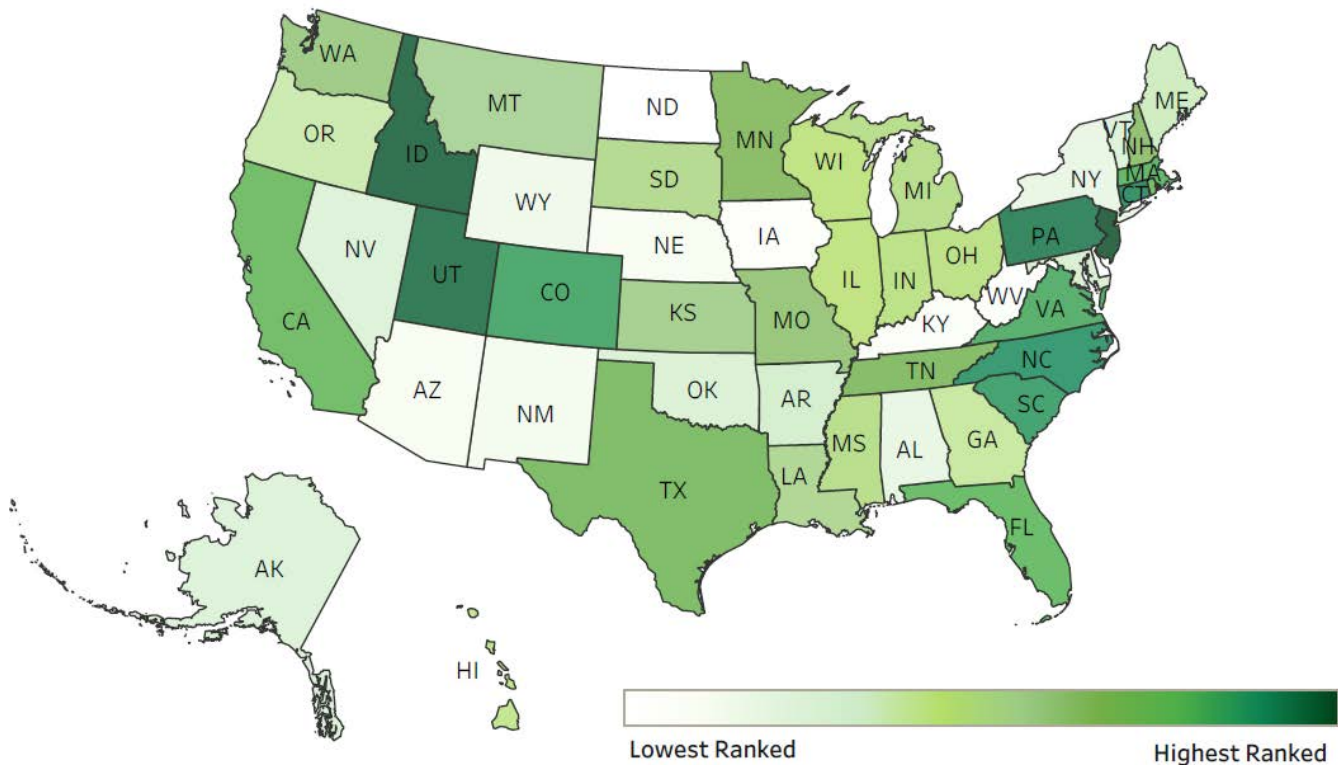 WA
MT
ND
MN
ME
VT
NH
OR
ID
SD
WI
MI
NY
MA
CT
WY
NV
UT
CO
NE
IA
IL
IN
OH
PA
WV
VA
CA
KS
MO
KY
AZ
NM
OK
AR
TN
NC
SC
TX
LA
MS
AL
GA
FL
AK
HI
Lowest Ranked
Highest Ranked